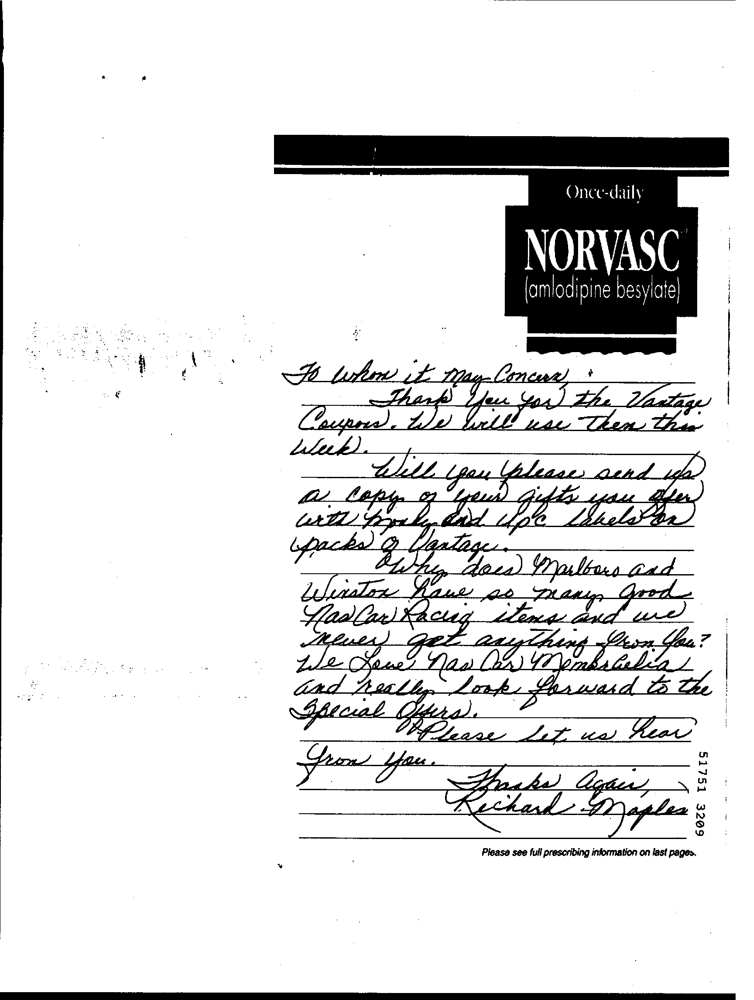 Once-daily
NORVASC
(amlodipine besylate)
To whom it May Concern,
Thank you for the Vantage
Coupons. We will use Them this
Week.
Will you please send us
a copy of your gifts you offer
with and upc labels on
packs of Vantage.
Why does Marlboro and
Winston have so many good
NasCar Racing items and we
never get anything from you?
We Love Nas Car
and really look forward to the
Special Offers.
Please Let us hear
from you.
Thanks Again,
Richard Maples
51751 3209
Please see full prescribing information on last pages.